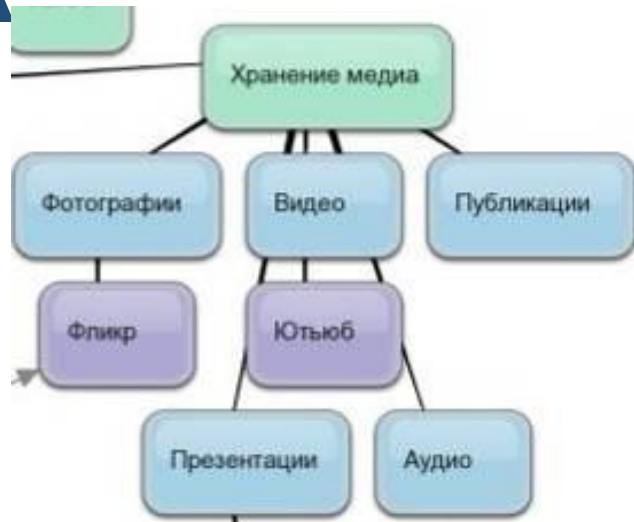 Хранение медиа
Фотографии
Видео
Публикации
Фликр
Ютьюб
Презентации
Аудио